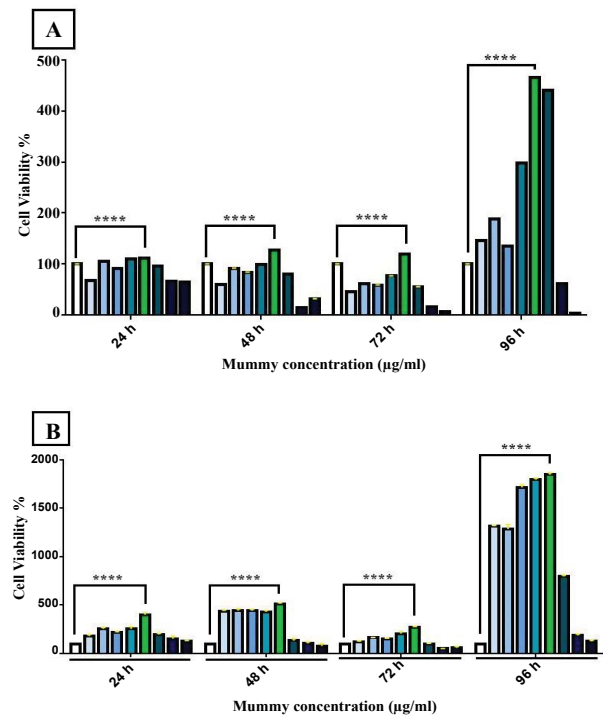 A
500
400
300
200
100
0
Cell Viability %
****
****
****
****
24 h
48 h
72 h
96 h
Mummy concentration (µg/ml)
B
2000
1500
1000
500
0
Cell Viability %
****
****
****
****
24 h
48 h
72 h
96 h
Mummy concentration (µg/ml)